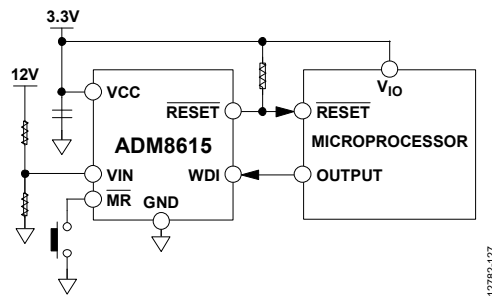 3.3V
12V
VCC
RESET
ADM8615
VIN
WDI
MR
GND
VIO
RESET
MICROPROCESSOR
OUTPUT
12782-127